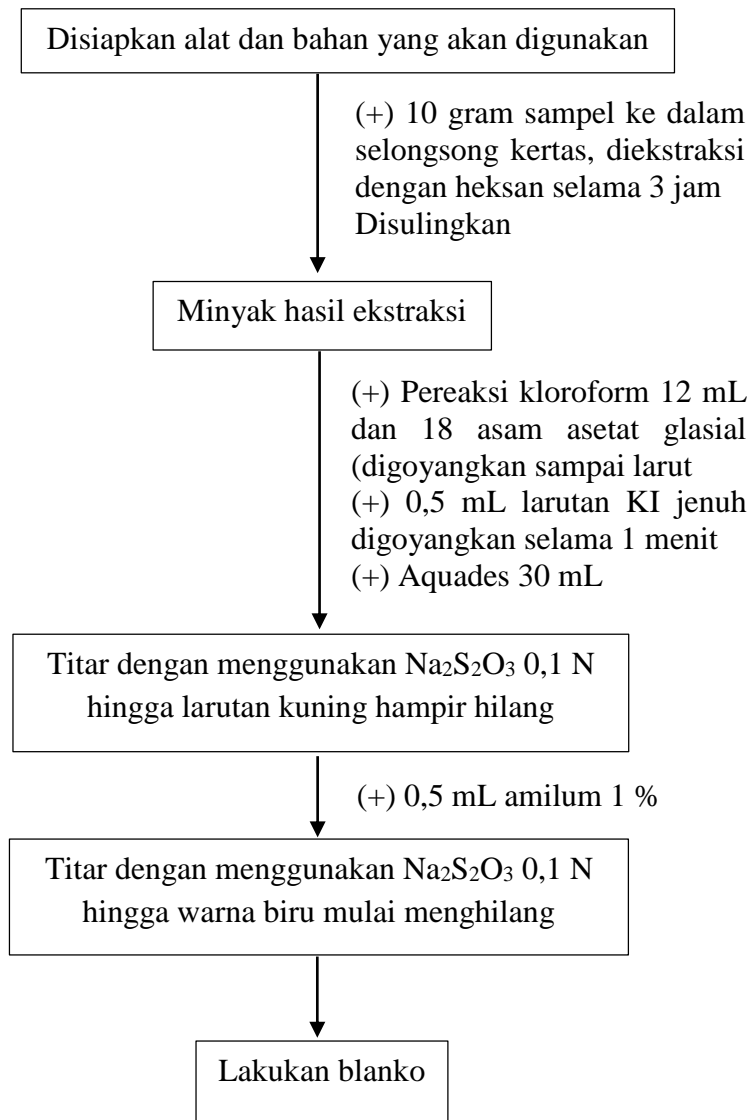 Disiapkan alat dan bahan yang akan digunakan
(+) 10 gram sampel ke dalam
selongsong kertas, diekstraksi
dengan heksan selama 3 jam
Disulingkan
Minyak hasil ekstraksi
(+) Pereaksi kloroform 12 mL
dan 18 asam asetat glasial
(digoyangkan sampai larut
(+) 0,5 mL larutan KI jenuh
digoyangkan selama 1 menit
(+) Aquades 30 mL
Titar dengan menggunakan Na₂S₂O₃ 0,1 N
hingga larutan kuning hampir hilang
(+) 0,5 mL amilum 1 %
Titar dengan menggunakan Na₂S₂O₃ 0,1 N
hingga warna biru mulai menghilang
Lakukan blanko